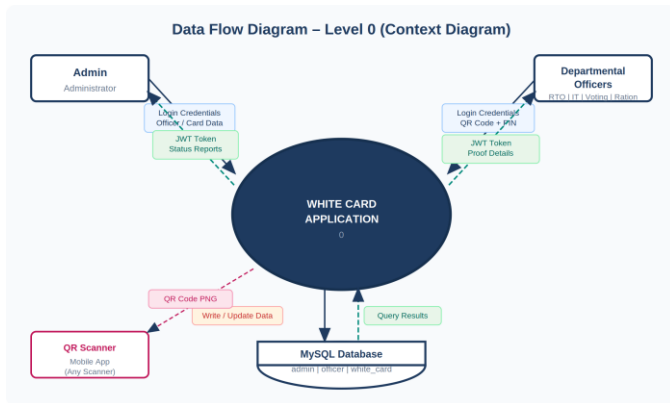 Data Flow Diagram – Level 0 (Context Diagram)
Admin
Administrator
Departmental
Officers
RTO | IT | Voting | Ration
Login Credentials
Officer / Card Data
JWT Token
Status Reports
Login Credentials
QR Code + PIN
JWT Token
Proof Details
WHITE CARD
APPLICATION
0
QR Code PNG
Write / Update Data
Query Results
QR Scanner
Mobile App
(Any Scanner)
MySQL Database
admin | officer | white_card